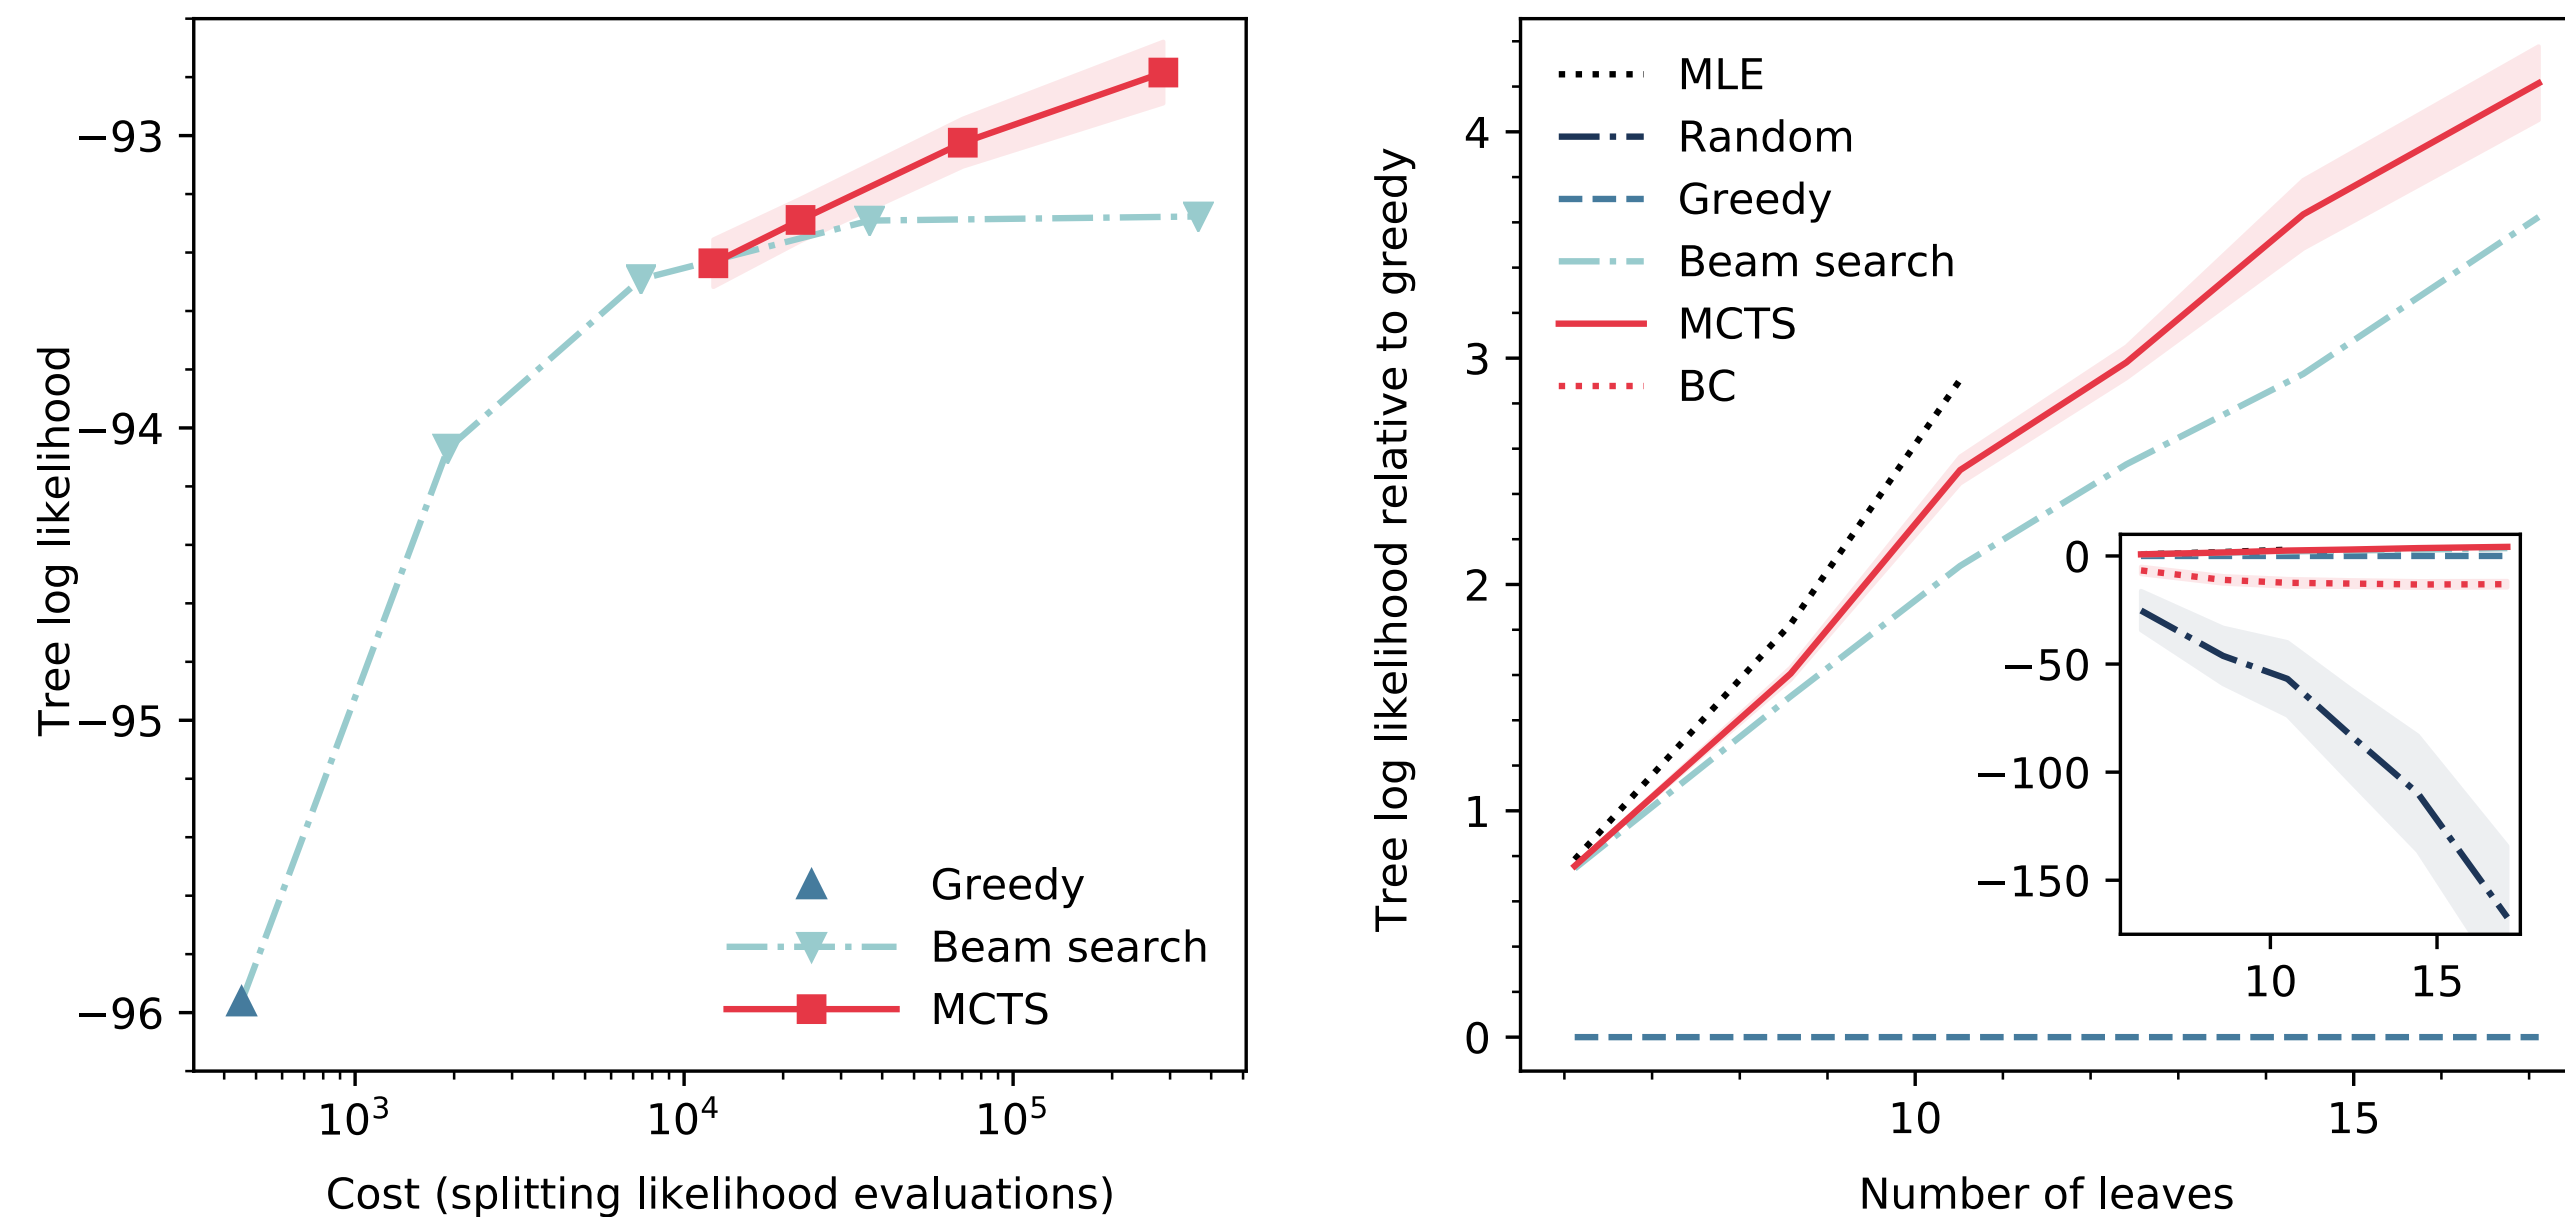 Tree log likelihood
−93
−94
−95
−96
10³
10⁴
10⁵
Cost (splitting likelihood evaluations)
Greedy
Beam search
MCTS
Tree log likelihood relative to greedy
4
3
2
1
0
10
15
Number of leaves
MLE
Random
Greedy
Beam search
MCTS
BC
0
−50
−100
−150
10
15